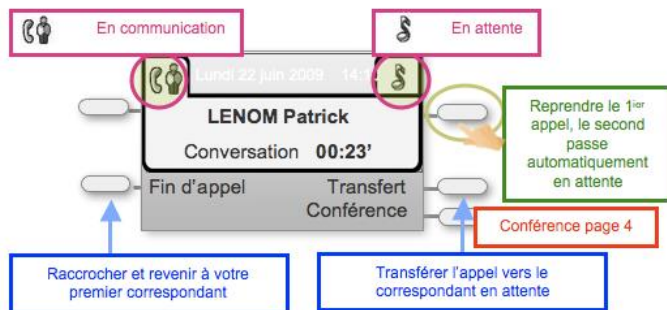 En communication
En attente
Lundi 22 juin 2009 14:1
LENOM Patrick
Conversation 00:23'
Fin d'appel
Transfert
Conférence
Reprendre le 1ier
appel, le second
passe
automatiquement
en attente
Conférence page 4
Raccrocher et revenir à votre
premier correspondant
Transférer l'appel vers le
correspondant en attente